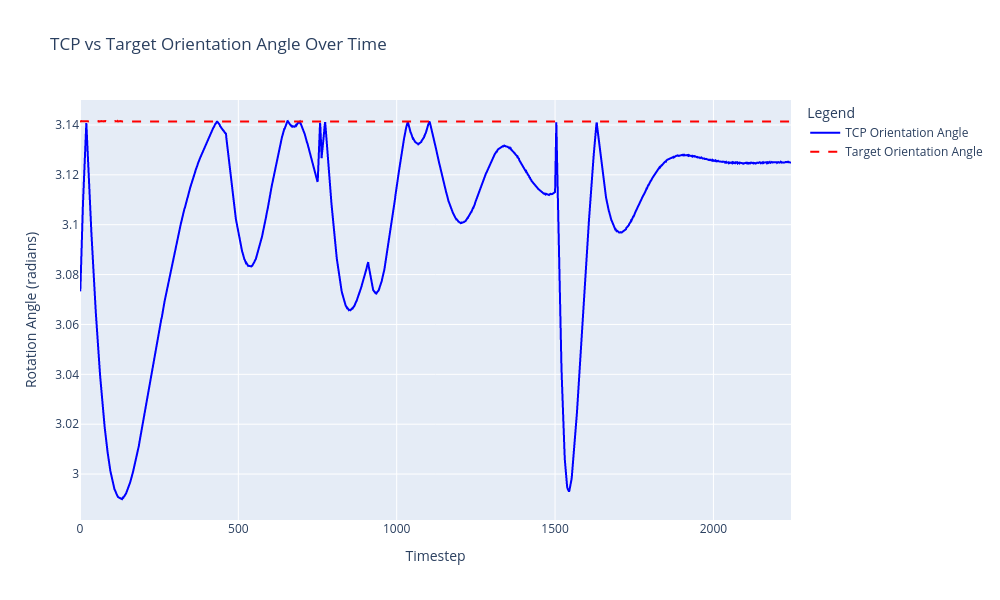 TCP vs Target Orientation Angle Over Time
Legend
TCP Orientation Angle
Target Orientation Angle
Rotation Angle (radians)
3.14
3.12
3.1
3.08
3.06
3.04
3.02
3
0
500
1000
1500
2000
Timestep